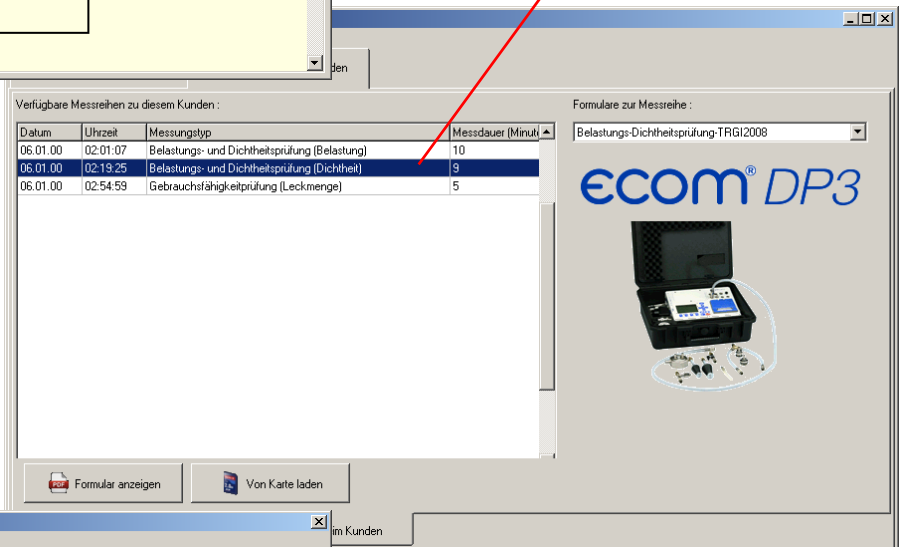 den
Verfügbare Messreihen zu diesem Kunden :
Formulare zur Messreihe :
Datum Uhrzeit Messungstyp Messdauer (Minut
Belastungs-Dichtheitsprüfung-TRGI2008
06.01.00 02:01:07 Belastungs- und Dichtheitsprüfung (Belastung) 10
06.01.00 02:19:25 Belastungs- und Dichtheitsprüfung (Dichtheit) 9
06.01.00 02:54:59 Gebrauchsfähigkeitprüfung (Leckmenge) 5
ecom® DP3
PDF Formular anzeigen
Von Karte laden
im Kunden